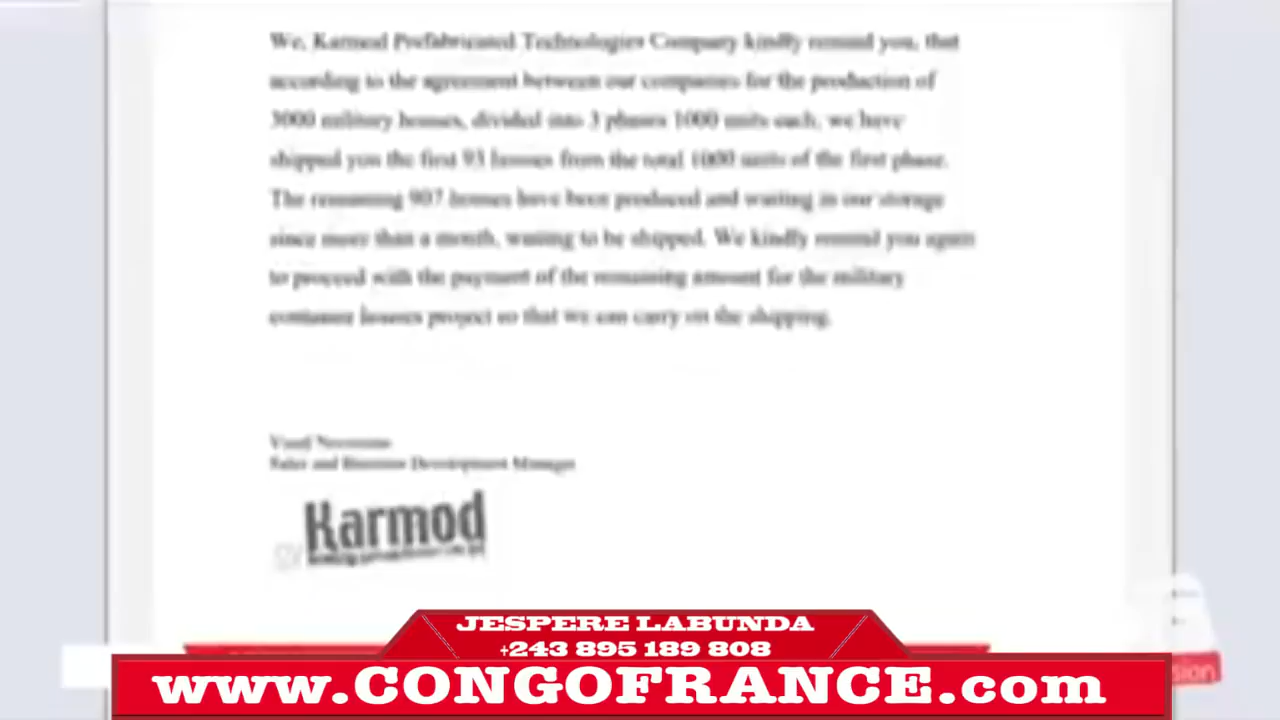 We, Karmod Prefabricated Technologies Company kindly remind you, that
according to the agreement between our companies for the production of
3000 military houses, divided into 3 phases 1000 units each, we have
shipped you the first 93 houses from the total 1000 units of the first phase.
The remaining 907 houses have been produced and waiting in our storage
since more than a month, waiting to be shipped. We kindly remind you again
to proceed with the payment of the remaining amount for the military
container houses project so that we can carry on the shipping.
Sales and Business Development Manager
Karmod
JESPERE LABUNDA
+243 895 189 808
www.CONGOFRANCE.com